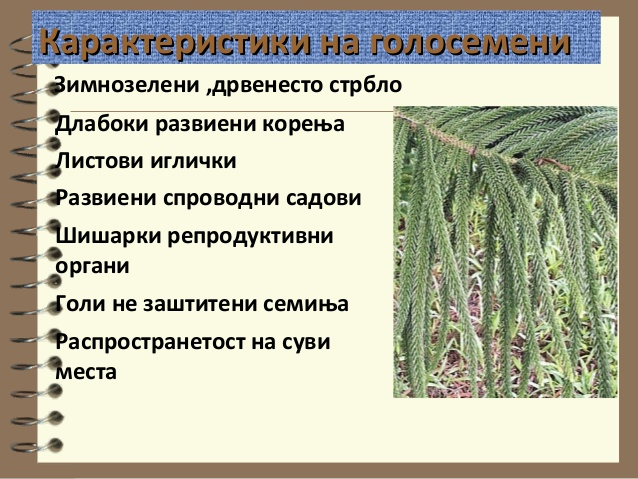 Карактеристики на голосемени
Зимнозелени ,дрвенесто стрбло
Длабоки развиени корења
Листови иглички
Развиени спроводни садови
Шишарки репродуктивни
органи
Голи не заштитени семиња
Распространетост на суви
места